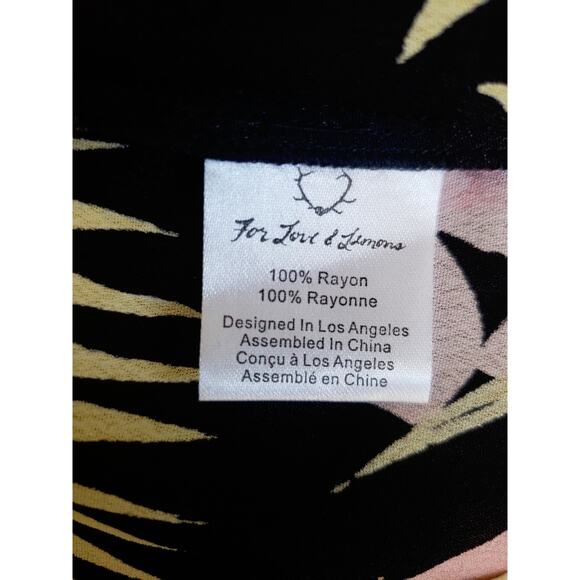 For Love & Lemons
100% Rayon
100% Rayonne
Designed In Los Angeles
Assembled In China
Conçu à Los Angeles
Assemblé en Chine